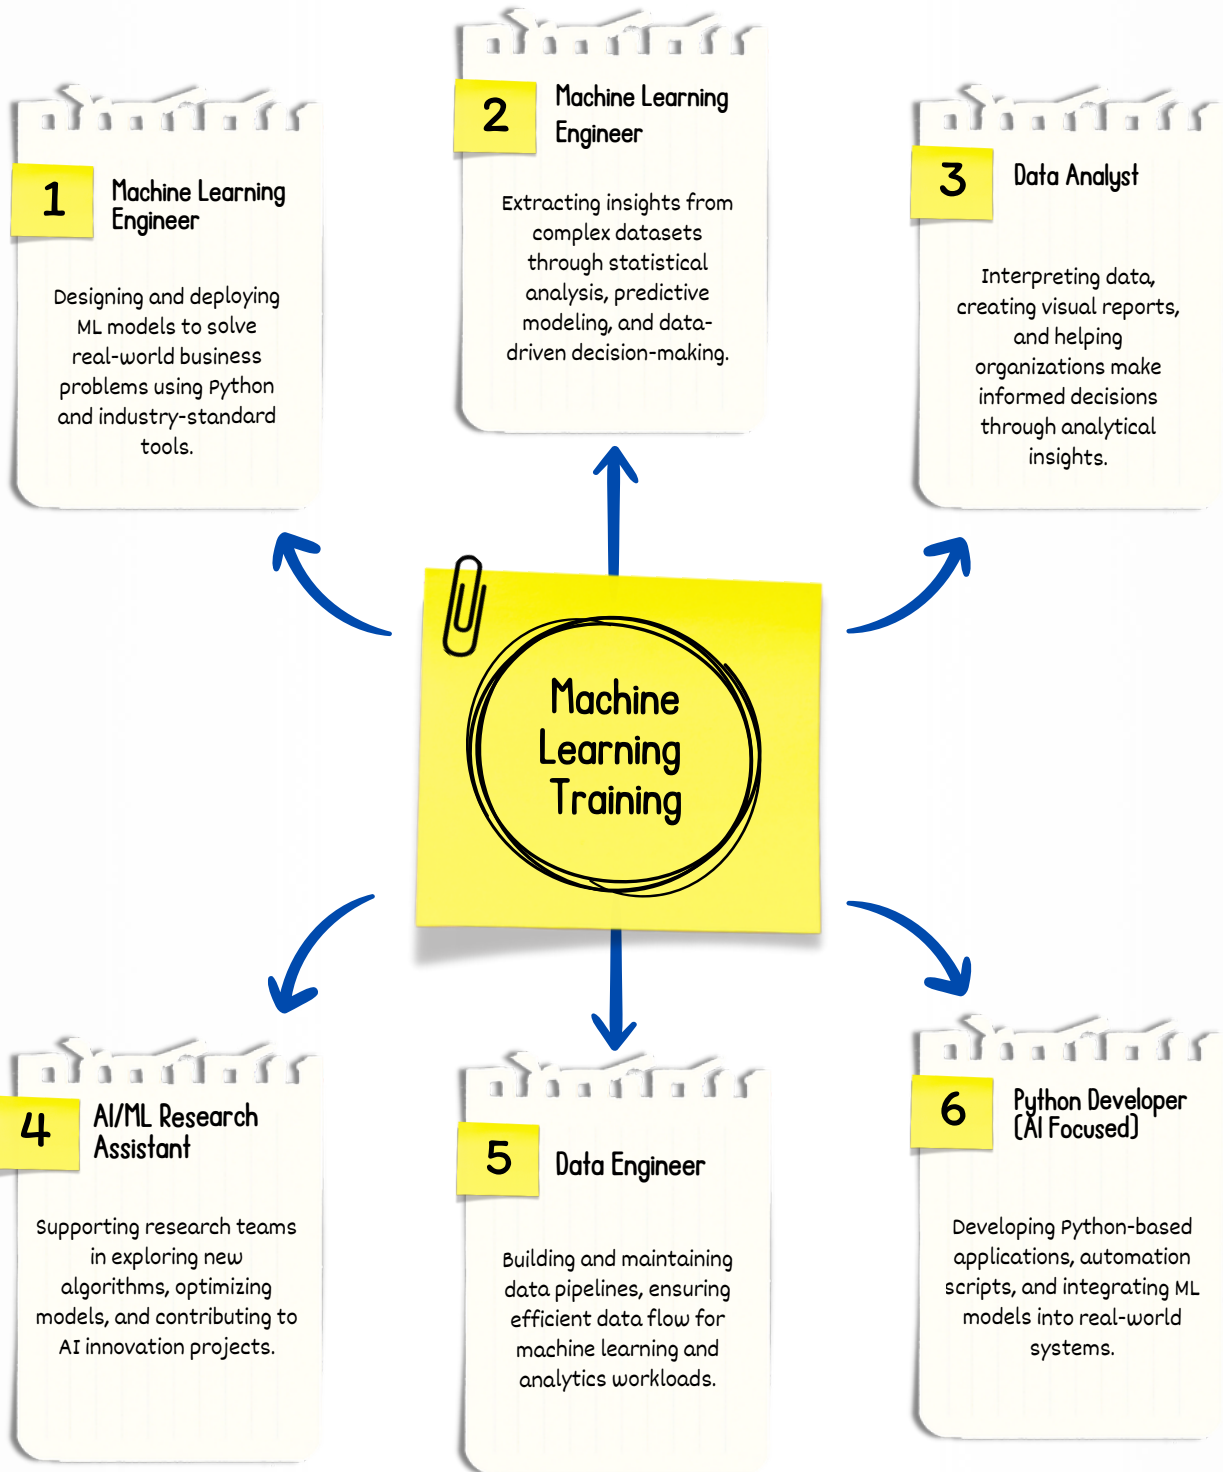 1
Machine Learning
Engineer
Designing and deploying
ML models to solve
real-world business
problems using Python
and industry-standard
tools.
2
Machine Learning
Engineer
Extracting insights from
complex datasets
through statistical
analysis, predictive
modeling, and data-
driven decision-making.
3
Data Analyst
Interpreting data,
creating visual reports,
and helping
organizations make
informed decisions
through analytical
insights.
Machine
Learning
Training
4
AI/ML Research
Assistant
Supporting research teams
in exploring new
algorithms, optimizing
models, and contributing to
AI innovation projects.
5
Data Engineer
Building and maintaining
data pipelines, ensuring
efficient data flow for
machine learning and
analytics workloads.
6
Python Developer
(AI Focused)
Developing Python-based
applications, automation
scripts, and integrating ML
models into real-world
systems.